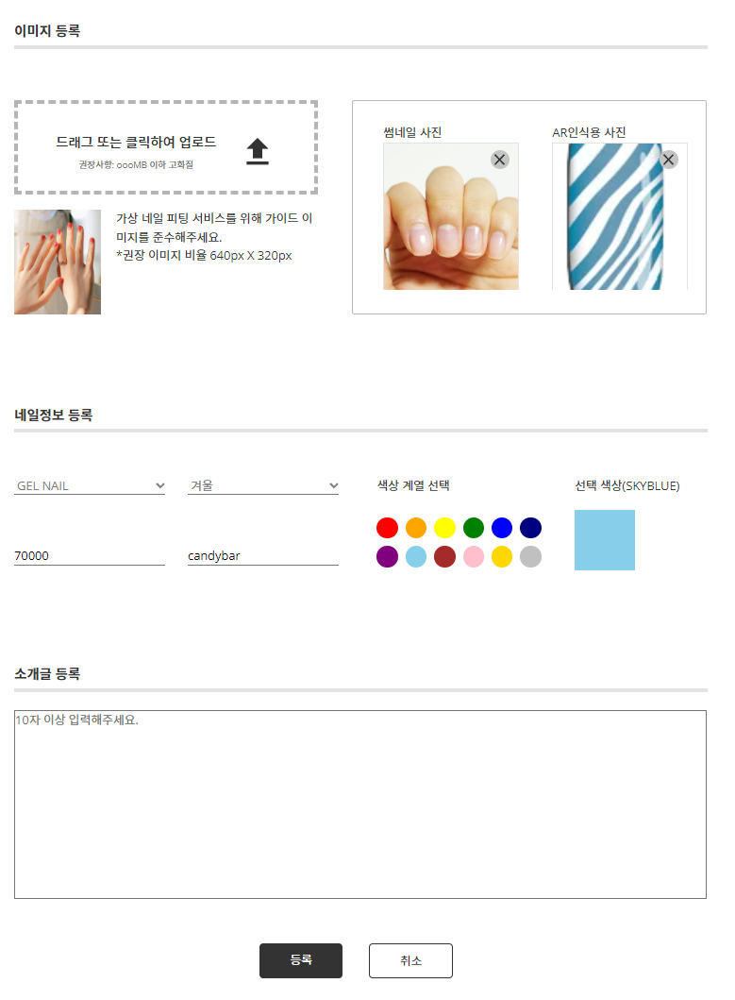 이미지 등록
드래그 또는 클릭하여 업로드
권장사항: oooMB 이하 고화질
가상 네일 피팅 서비스를 위해 가이드 이
미지를 준수해주세요.
*권장 이미지 비율 640px X 320px
썸네일 사진
AR인식용 사진
네일정보 등록
GEL NAIL
겨울
색상 계열 선택
선택 색상(SKYBLUE)
70000
candybar
소개글 등록
10자 이상 입력해주세요.
등록
취소